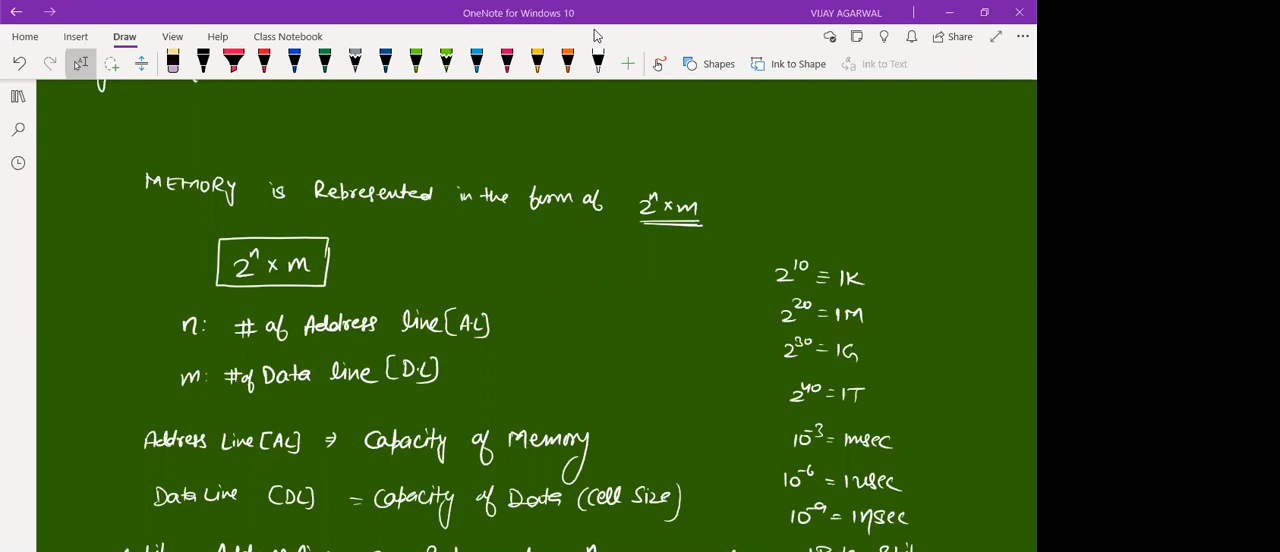 OneNote for Windows 10
VIJAY AGARWAL
Home Insert Draw View Help Class Notebook Share
Shapes Ink to Shape Ink to Text
MEMORY is Rebresented in the form of 2^n × m
2^n × m
n: # of Address line [AL]
m: # of Data line [D.L]
Address Line [AL] ⇒ Capacity of Memory
Data Line [DL] = Capacity of Data (Cell Size)
2^10 = 1K
2^20 = 1M
2^30 = 1G
2^40 = 1T
10^-3 = msec
10^-6 = 1μsec
10^-9 = 1ηsec